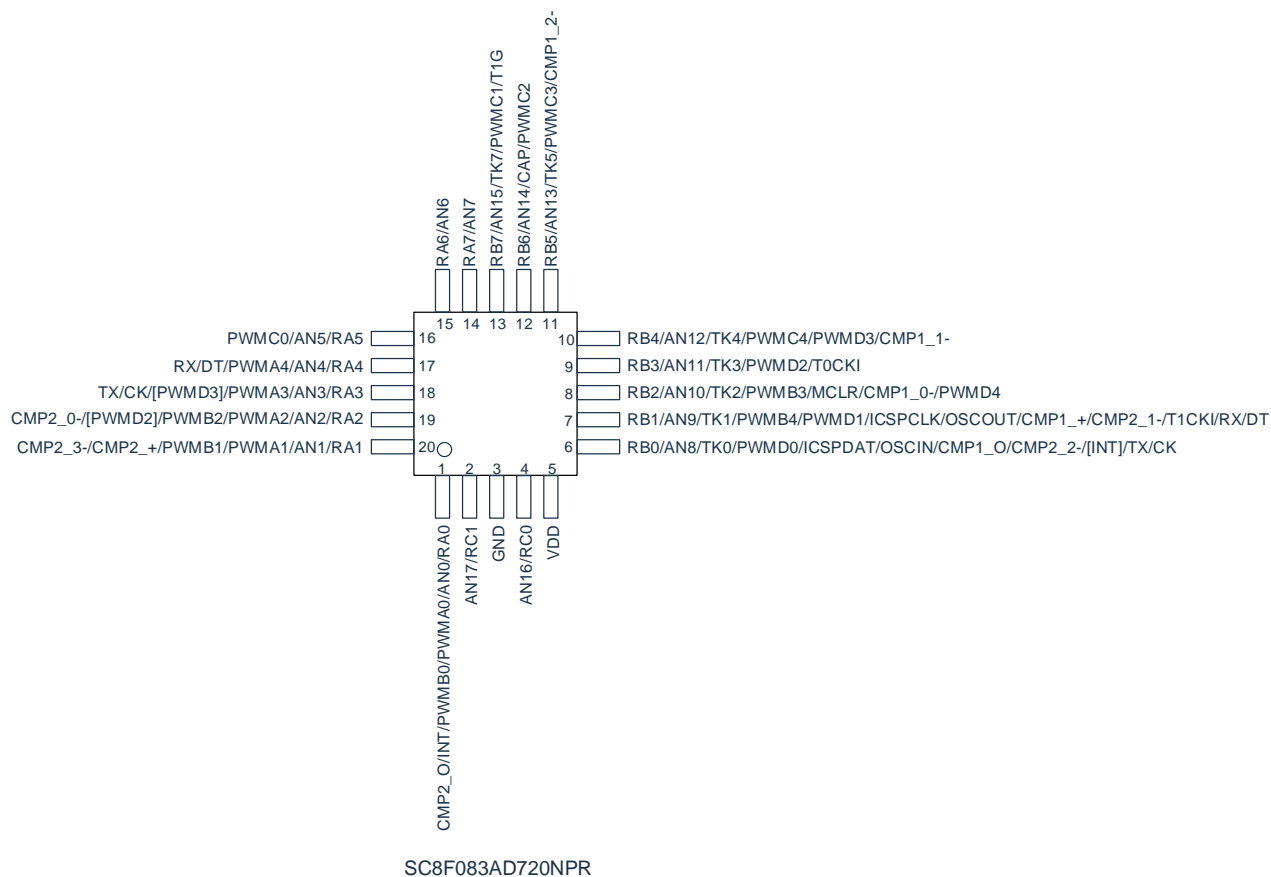 RA6/AN6
RA7/AN7
RB7/AN15/TK7/PWMC1/T1G
RB6/AN14/CAP/PWMC2
RB5/AN13/TK5/PWMC3/CMP1_2-
15
14
13
12
11
PWMC0/AN5/RA5
16
10
RB4/AN12/TK4/PWMC4/PWMD3/CMP1_1-
RX/DT/PWMA4/AN4/RA4
17
9
RB3/AN11/TK3/PWMD2/T0CKI
TX/CK/[PWMD3]/PWMA3/AN3/RA3
18
8
RB2/AN10/TK2/PWMB3/MCLR/CMP1_0-/PWMD4
CMP2_0-/[PWMD2]/PWMB2/PWMA2/AN2/RA2
19
7
RB1/AN9/TK1/PWMB4/PWMD1/ICSPCLK/OSCOUT/CMP1_+/CMP2_1-/T1CKI/RX/DT
CMP2_3-/CMP2_+/PWMB1/PWMA1/AN1/RA1
20
6
RB0/AN8/TK0/PWMD0/ICSPDAT/OSCIN/CMP1_O/CMP2_2-/[INT]/TX/CK
1
2
3
4
5
CMP2_O/INT/PWMB0/PWMA0/AN0/RA0
AN17/RC1
GND
AN16/RC0
VDD
SC8F083AD720NPR